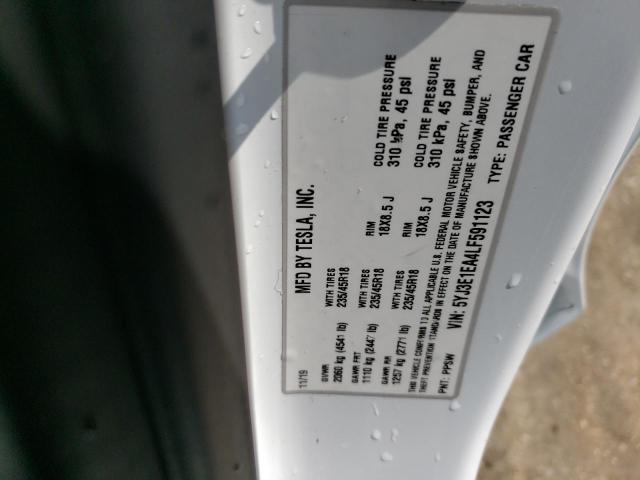 MFD BY TESLA, INC.
11/19
GVWR
2060 kg (4541 lb)
WITH TIRES
235/45R18
RIM
18X8.5 J
COLD TIRE PRESSURE
310 kPa, 45 psi
GAWR FRT
1110 kg (2447 lb)
WITH TIRES
235/45R18
RIM
18X8.5 J
COLD TIRE PRESSURE
310 kPa, 45 psi
GAWR RR
1257 kg (2771 lb)
THIS VEHICLE CONFORMS TO ALL APPLICABLE U.S. FEDERAL MOTOR VEHICLE SAFETY, BUMPER, AND
THEFT PREVENTION STANDARDS IN EFFECT ON THE DATE OF MANUFACTURE SHOWN ABOVE.
PNT: PPSW
VIN: 5YJ3E1EA4LF591123
TYPE: PASSENGER CAR